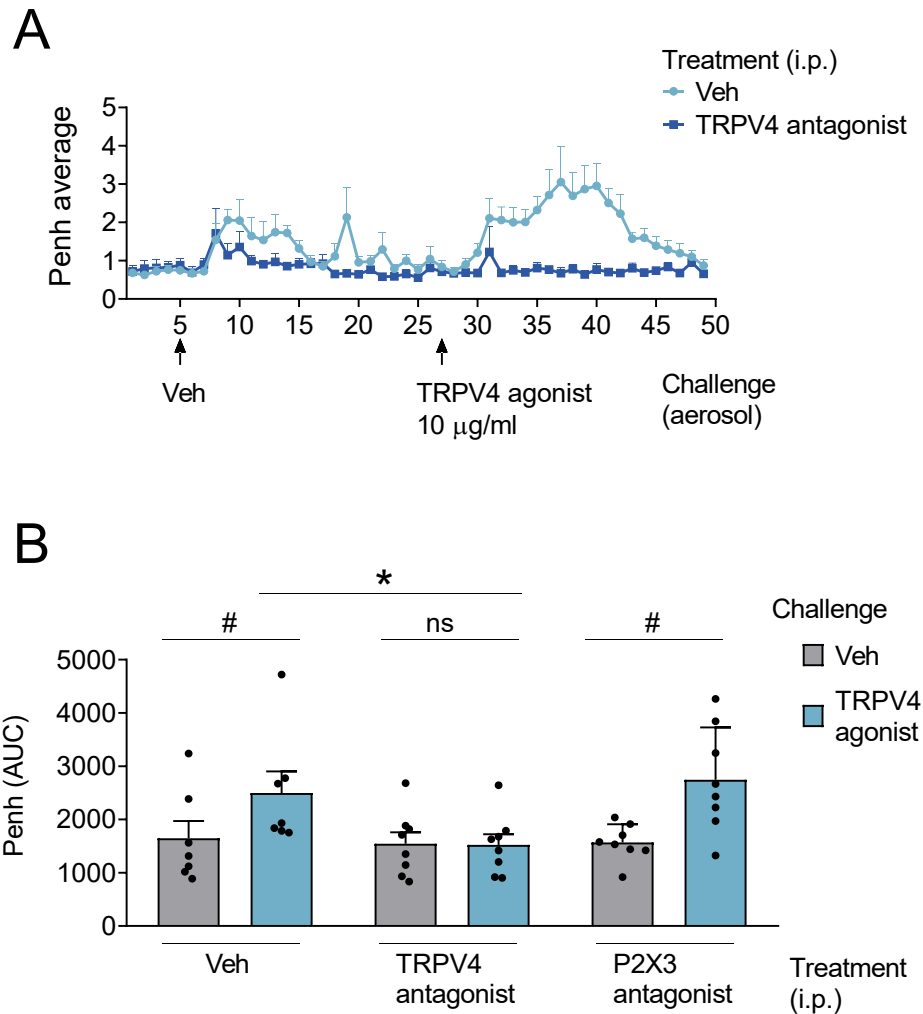 A
Treatment (i.p.)
Veh
TRPV4 antagonist
Penh average
5
4
3
2
1
0
5 10 15 20 25 30 35 40 45 50
Veh
TRPV4 agonist
10 μg/ml
Challenge
(aerosol)
B
*
# ns #
Challenge
Veh
TRPV4
agonist
Penh (AUC)
5000
4000
3000
2000
1000
0
Veh
TRPV4
antagonist
P2X3
antagonist
Treatment
(i.p.)